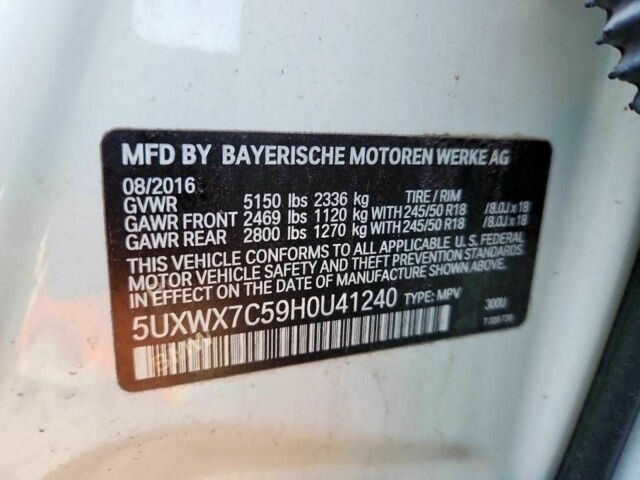 MFD BY BAYERISCHE MOTOREN WERKE AG
08/2016 TIRE / RIM
GVWR 5150 lbs 2336 kg
GAWR FRONT 2469 lbs 1120 kg WITH 245/50 R18 /8.0J x 18
GAWR REAR 2800 lbs 1270 kg WITH 245/50 R18 /8.0J x 18
THIS VEHICLE CONFORMS TO ALL APPLICABLE U.S. FEDERAL
MOTOR VEHICLE SAFETY AND THEFT PREVENTION STANDARDS
IN EFFECT ON THE DATE OF MANUFACTURE SHOWN ABOVE.
5UXWX7C59H0U41240 TYPE: MPV 300U